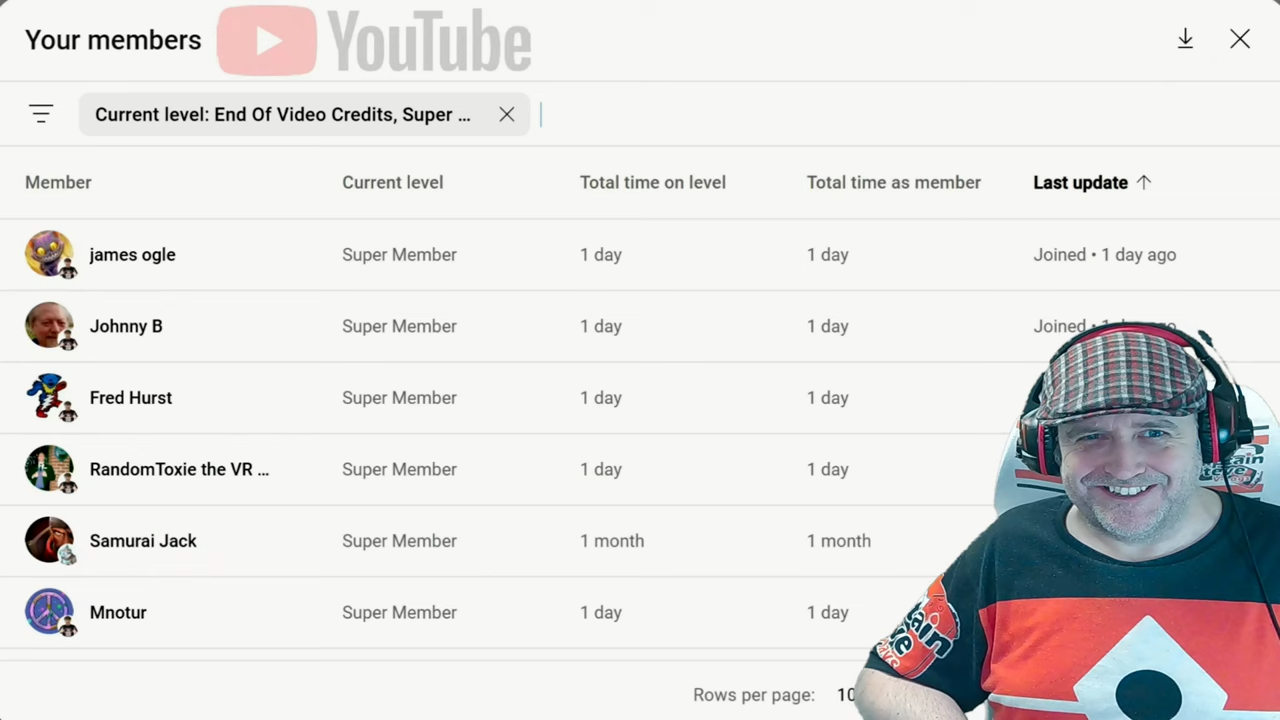 Your members
YouTube
Current level: End Of Video Credits, Super ...
Member Current level Total time on level Total time as member Last update
james ogle Super Member 1 day 1 day Joined • 1 day ago
Johnny B Super Member 1 day 1 day Joined
Fred Hurst Super Member 1 day 1 day
RandomToxie the VR ... Super Member 1 day 1 day
Samurai Jack Super Member 1 month 1 month
Mnotur Super Member 1 day 1 day
Rows per page: 10